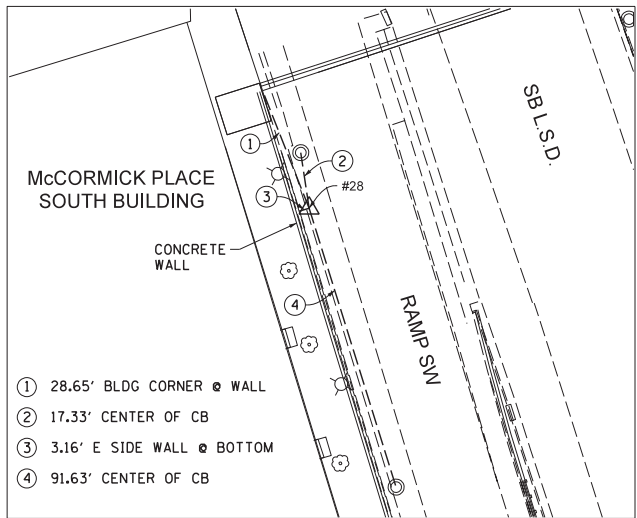 SB L.S.D.
1
2
#28
3
McCORMICK PLACE
SOUTH BUILDING
CONCRETE
WALL
4
RAMP SW
1 28.65' BLDG CORNER @ WALL
2 17.33' CENTER OF CB
3 3.16' E SIDE WALL @ BOTTOM
4 91.63' CENTER OF CB